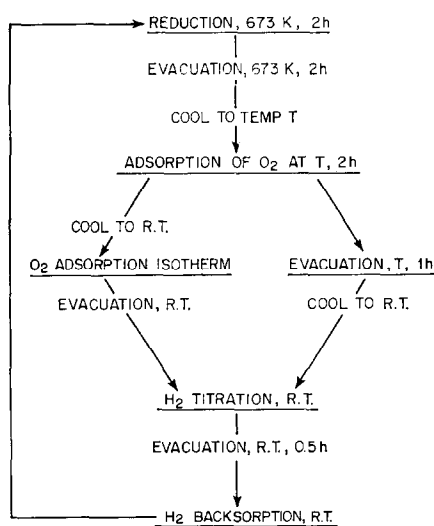 REDUCTION, 673 K, 2h
EVACUATION, 673 K, 2h
COOL TO TEMP T
ADSORPTION OF O₂ AT T, 2h
COOL TO R.T.
O₂ ADSORPTION ISOTHERM
EVACUATION, R.T.
EVACUATION, T, 1h
COOL TO R.T.
H₂ TITRATION, R.T.
EVACUATION, R.T., 0.5h
H₂ BACKSORPTION, R.T.